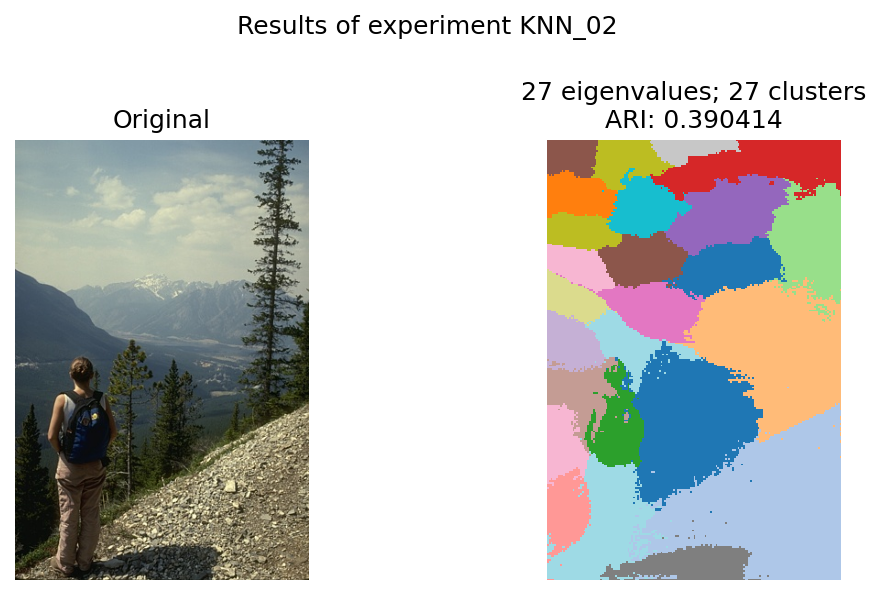 Results of experiment KNN_02
Original
27 eigenvalues; 27 clusters
ARI: 0.390414